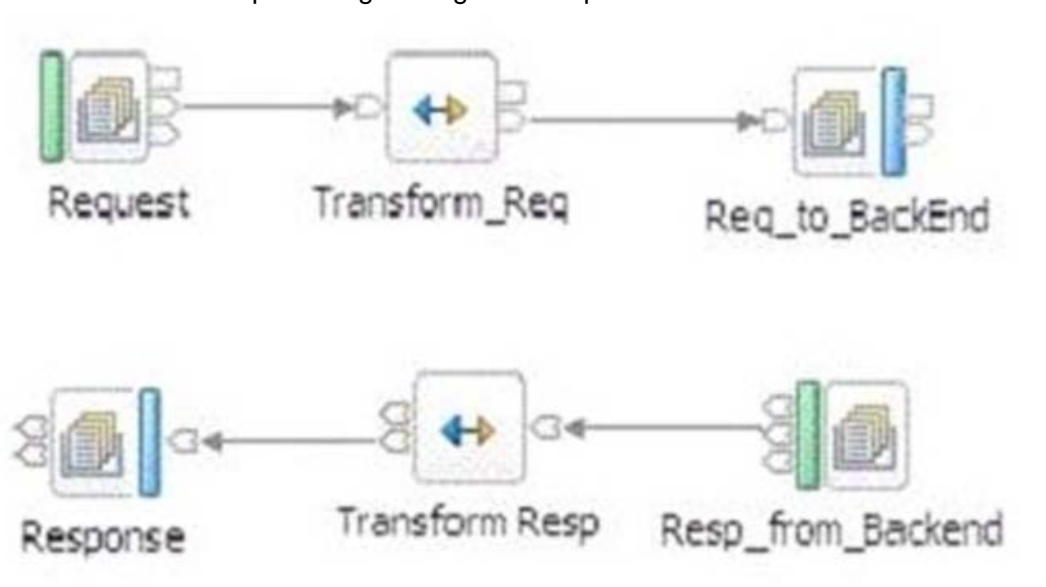 Request
Transform_Req
Req_to_BackEnd
Response
Transform Resp
Resp_from_Backend